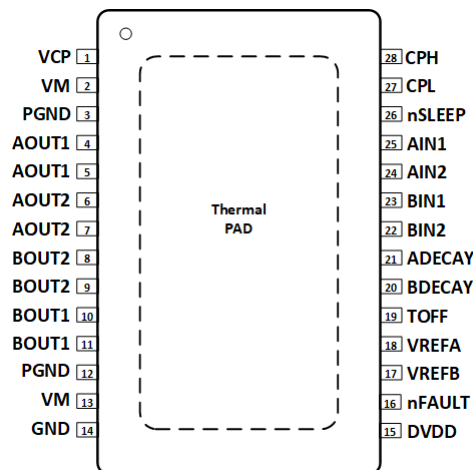 VCP 1
VM 2
PGND 3
AOUT1 4
AOUT1 5
AOUT2 6
AOUT2 7
BOUT2 8
BOUT2 9
BOUT1 10
BOUT1 11
PGND 12
VM 13
GND 14
Thermal
PAD
28 CPH
27 CPL
26 nSLEEP
25 AIN1
24 AIN2
23 BIN1
22 BIN2
21 ADECAY
20 BDECAY
19 TOFF
18 VREFA
17 VREFB
16 nFAULT
15 DVDD